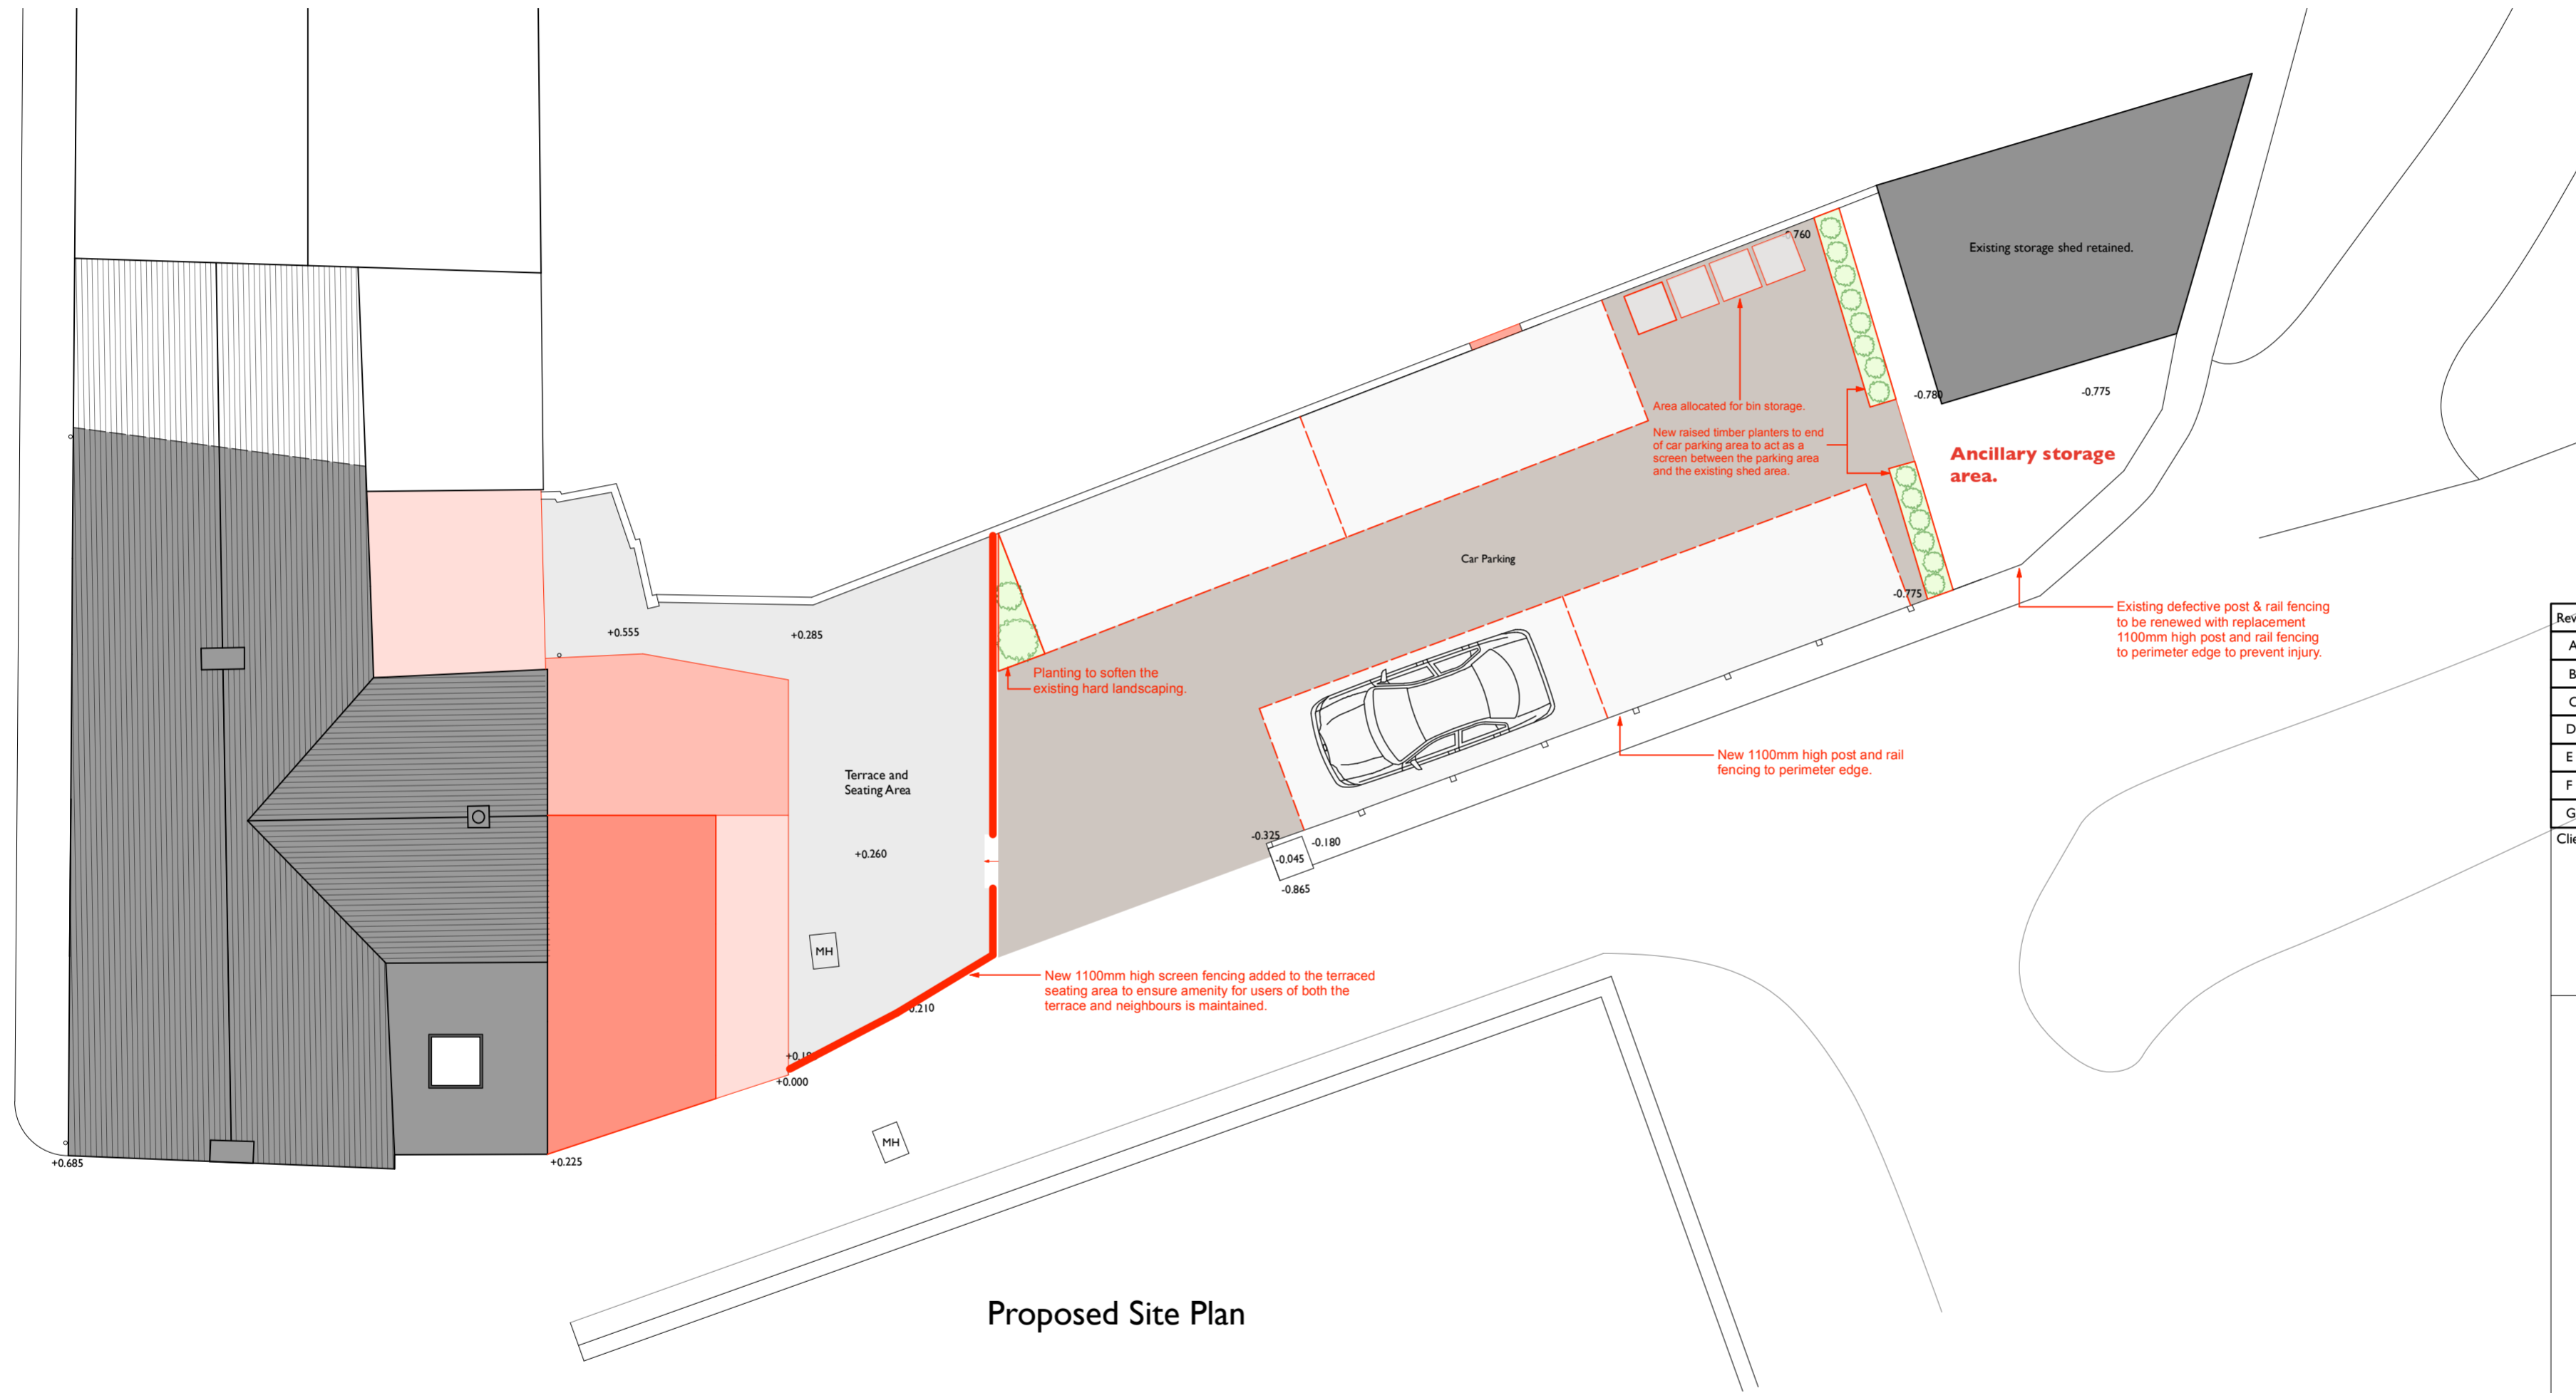 .760
Existing storage shed retained.
-0.780
-0.775
Area allocated for bin storage.
New raised timber planters to end
of car parking area to act as a
screen between the parking area
and the existing shed area.
Ancillary storage
area.
Car Parking
-0.775
Existing defective post & rail fencing
to be renewed with replacement
1100mm high post and rail fencing
to perimeter edge to prevent injury.
Rev
A
B
C
D
E
F
G
Clie
+0.555
+0.285
Planting to soften the
existing hard landscaping.
New 1100mm high post and rail
fencing to perimeter edge.
Terrace and
Seating Area
+0.260
-0.325
-0.180
-0.045
-0.865
MH
New 1100mm high screen fencing added to the terraced
seating area to ensure amenity for users of both the
terrace and neighbours is maintained.
0.210
+0.18
+0.000
MH
+0.685
+0.225
Proposed Site Plan